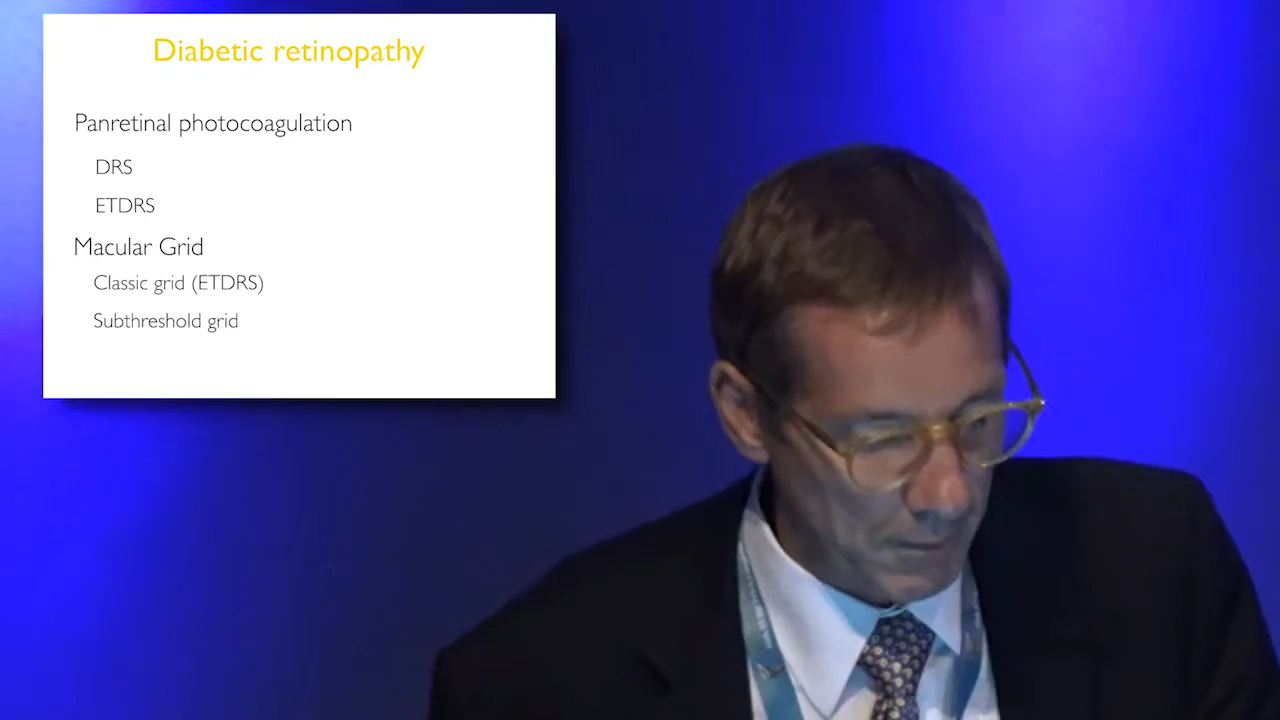 Diabetic retinopathy
Panretinal photocoagulation
DRS
ETDRS
Macular Grid
Classic grid (ETDRS)
Subthreshold grid